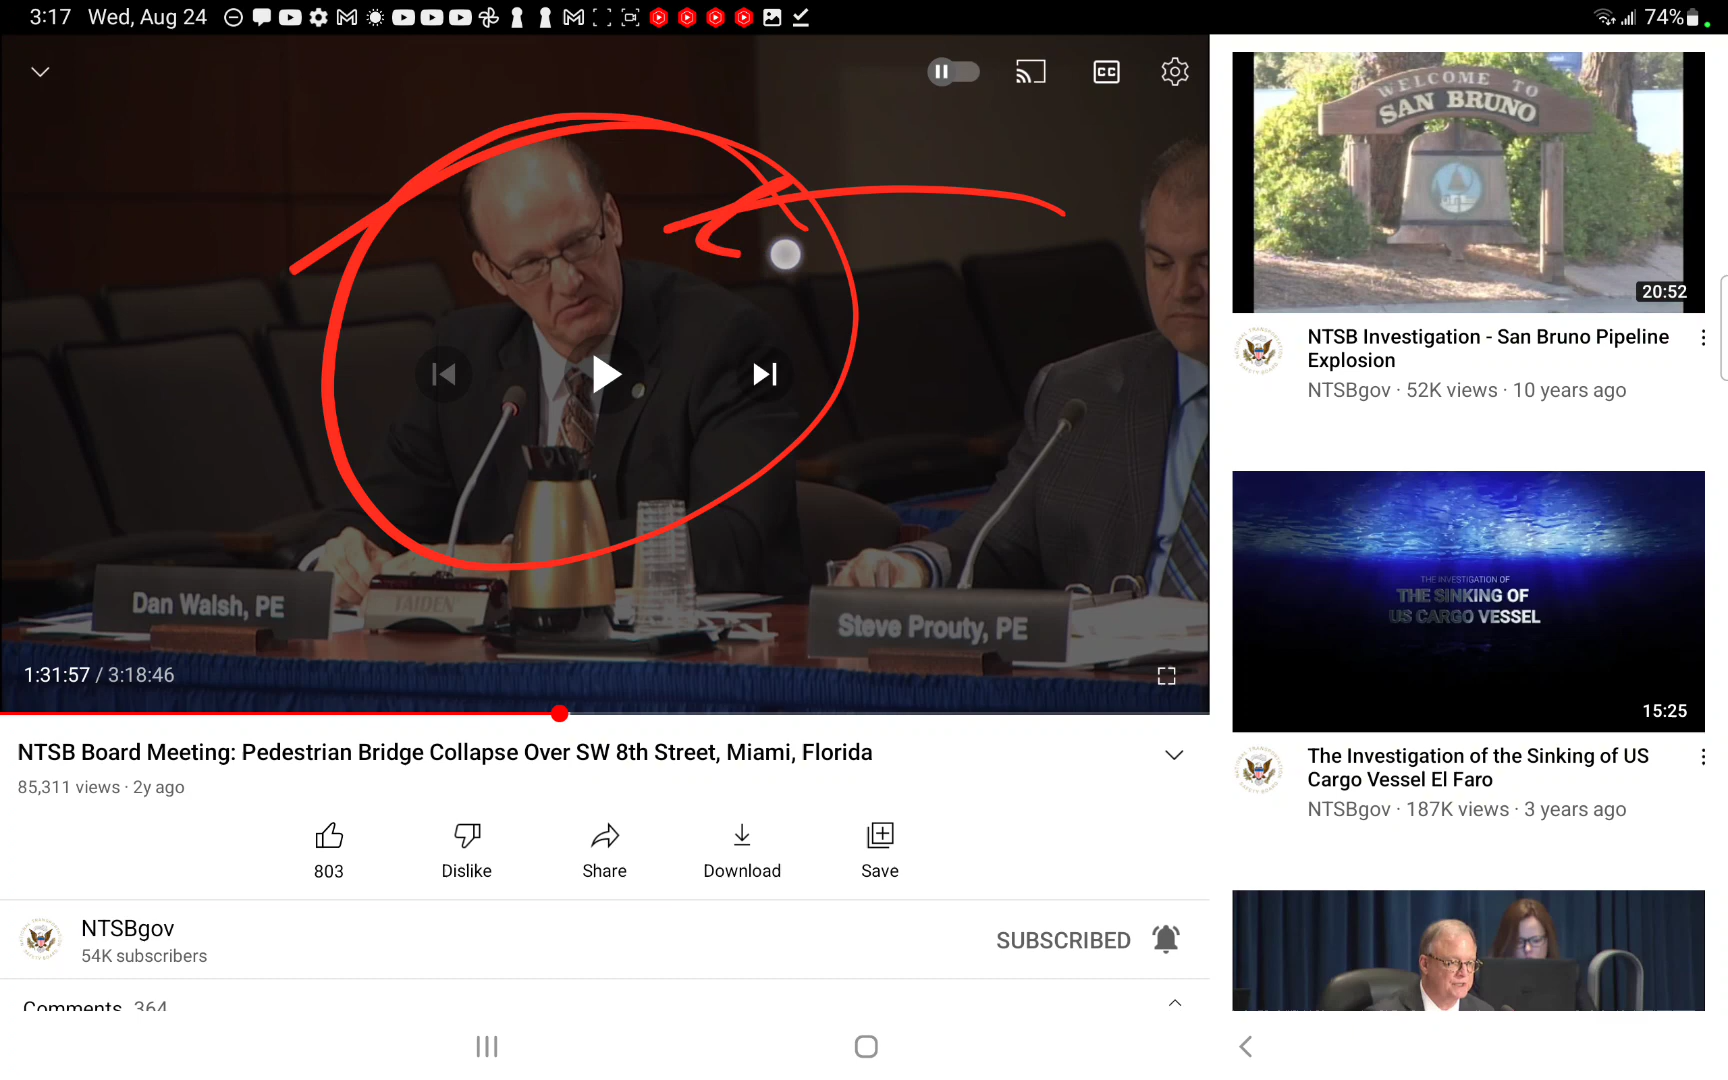 3:17 Wed, Aug 24
74%
CC
Dan Walsh, PE
TAIDEN
Steve Prouty, PE
1:31:57 / 3:18:46
NTSB Board Meeting: Pedestrian Bridge Collapse Over SW 8th Street, Miami, Florida
85,311 views · 2y ago
803
Dislike
Share
Download
Save
NTSBgov
54K subscribers
SUBSCRIBED
Comments 364
WELCOME TO
SAN BRUNO
20:52
NTSB Investigation - San Bruno Pipeline
Explosion
NTSBgov · 52K views · 10 years ago
THE INVESTIGATION OF
THE SINKING OF
US CARGO VESSEL
15:25
The Investigation of the Sinking of US
Cargo Vessel El Faro
NTSBgov · 187K views · 3 years ago